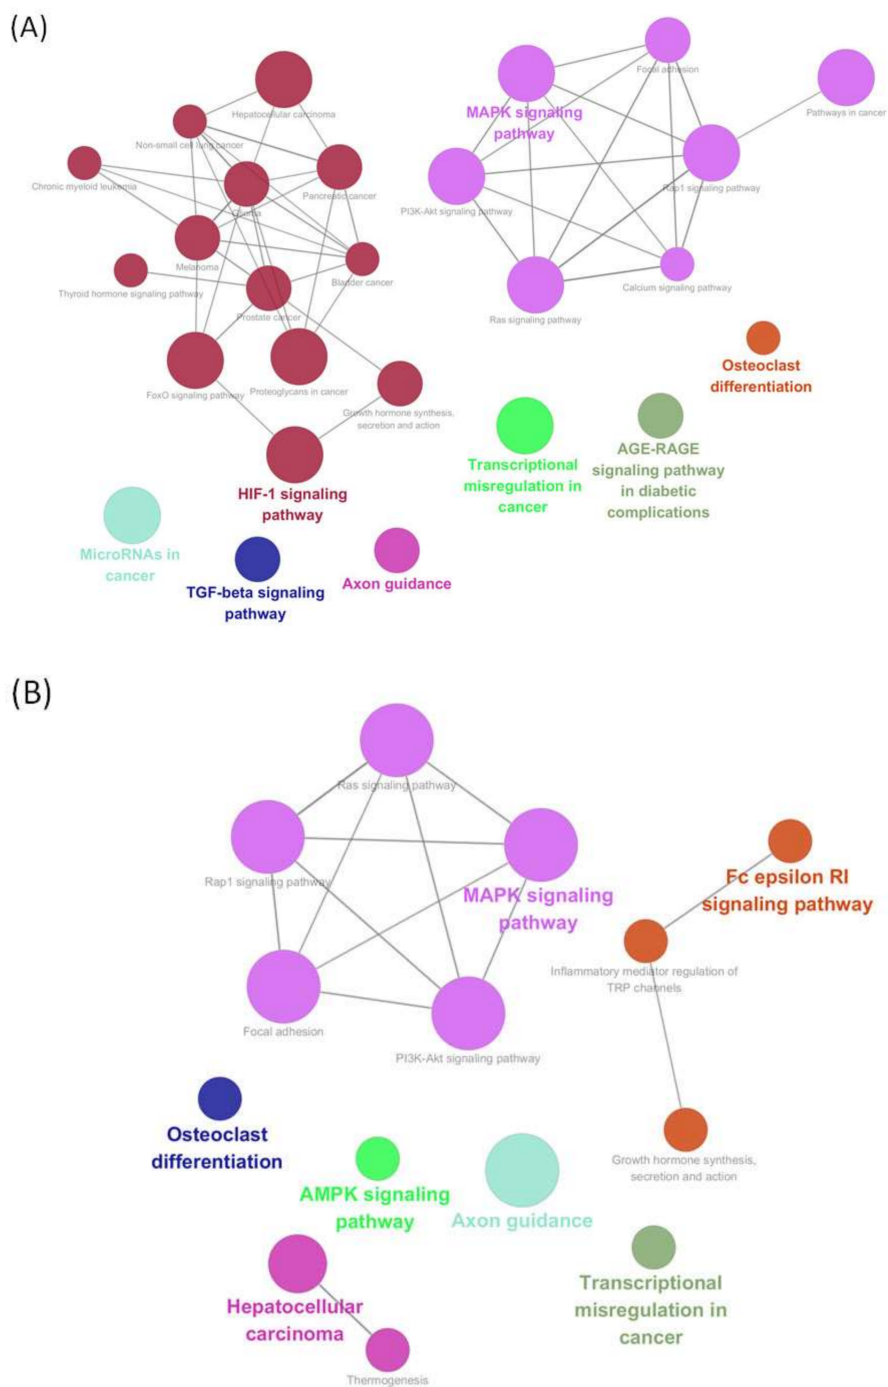 (A)
Hepatocellular carcinoma
Non-small cell lung cancer
Chronic myeloid leukemia
Pancreatic cancer
Glioma
Melanoma
Bladder cancer
Thyroid hormone signaling pathway
Prostate cancer
FoxO signaling pathway
Proteoglycans in cancer
Growth hormone synthesis,
secretion and action
HIF-1 signaling
pathway
Focal adhesion
MAPK signaling
pathway
Pathways in cancer
Rap1 signaling pathway
PI3K-Akt signaling pathway
Calcium signaling pathway
Ras signaling pathway
Osteoclast
differentiation
Transcriptional
misregulation in
cancer
AGE-RAGE
signaling pathway
in diabetic
complications
MicroRNAs in
cancer
TGF-beta signaling
pathway
Axon guidance
(B)
Ras signaling pathway
Rap1 signaling pathway
MAPK signaling
pathway
Focal adhesion
PI3K-Akt signaling pathway
Fc epsilon RI
signaling pathway
Inflammatory mediator regulation of
TRP channels
Growth hormone synthesis,
secretion and action
Osteoclast
differentiation
AMPK signaling
pathway
Axon guidance
Transcriptional
misregulation in
cancer
Hepatocellular
carcinoma
Thermogenesis